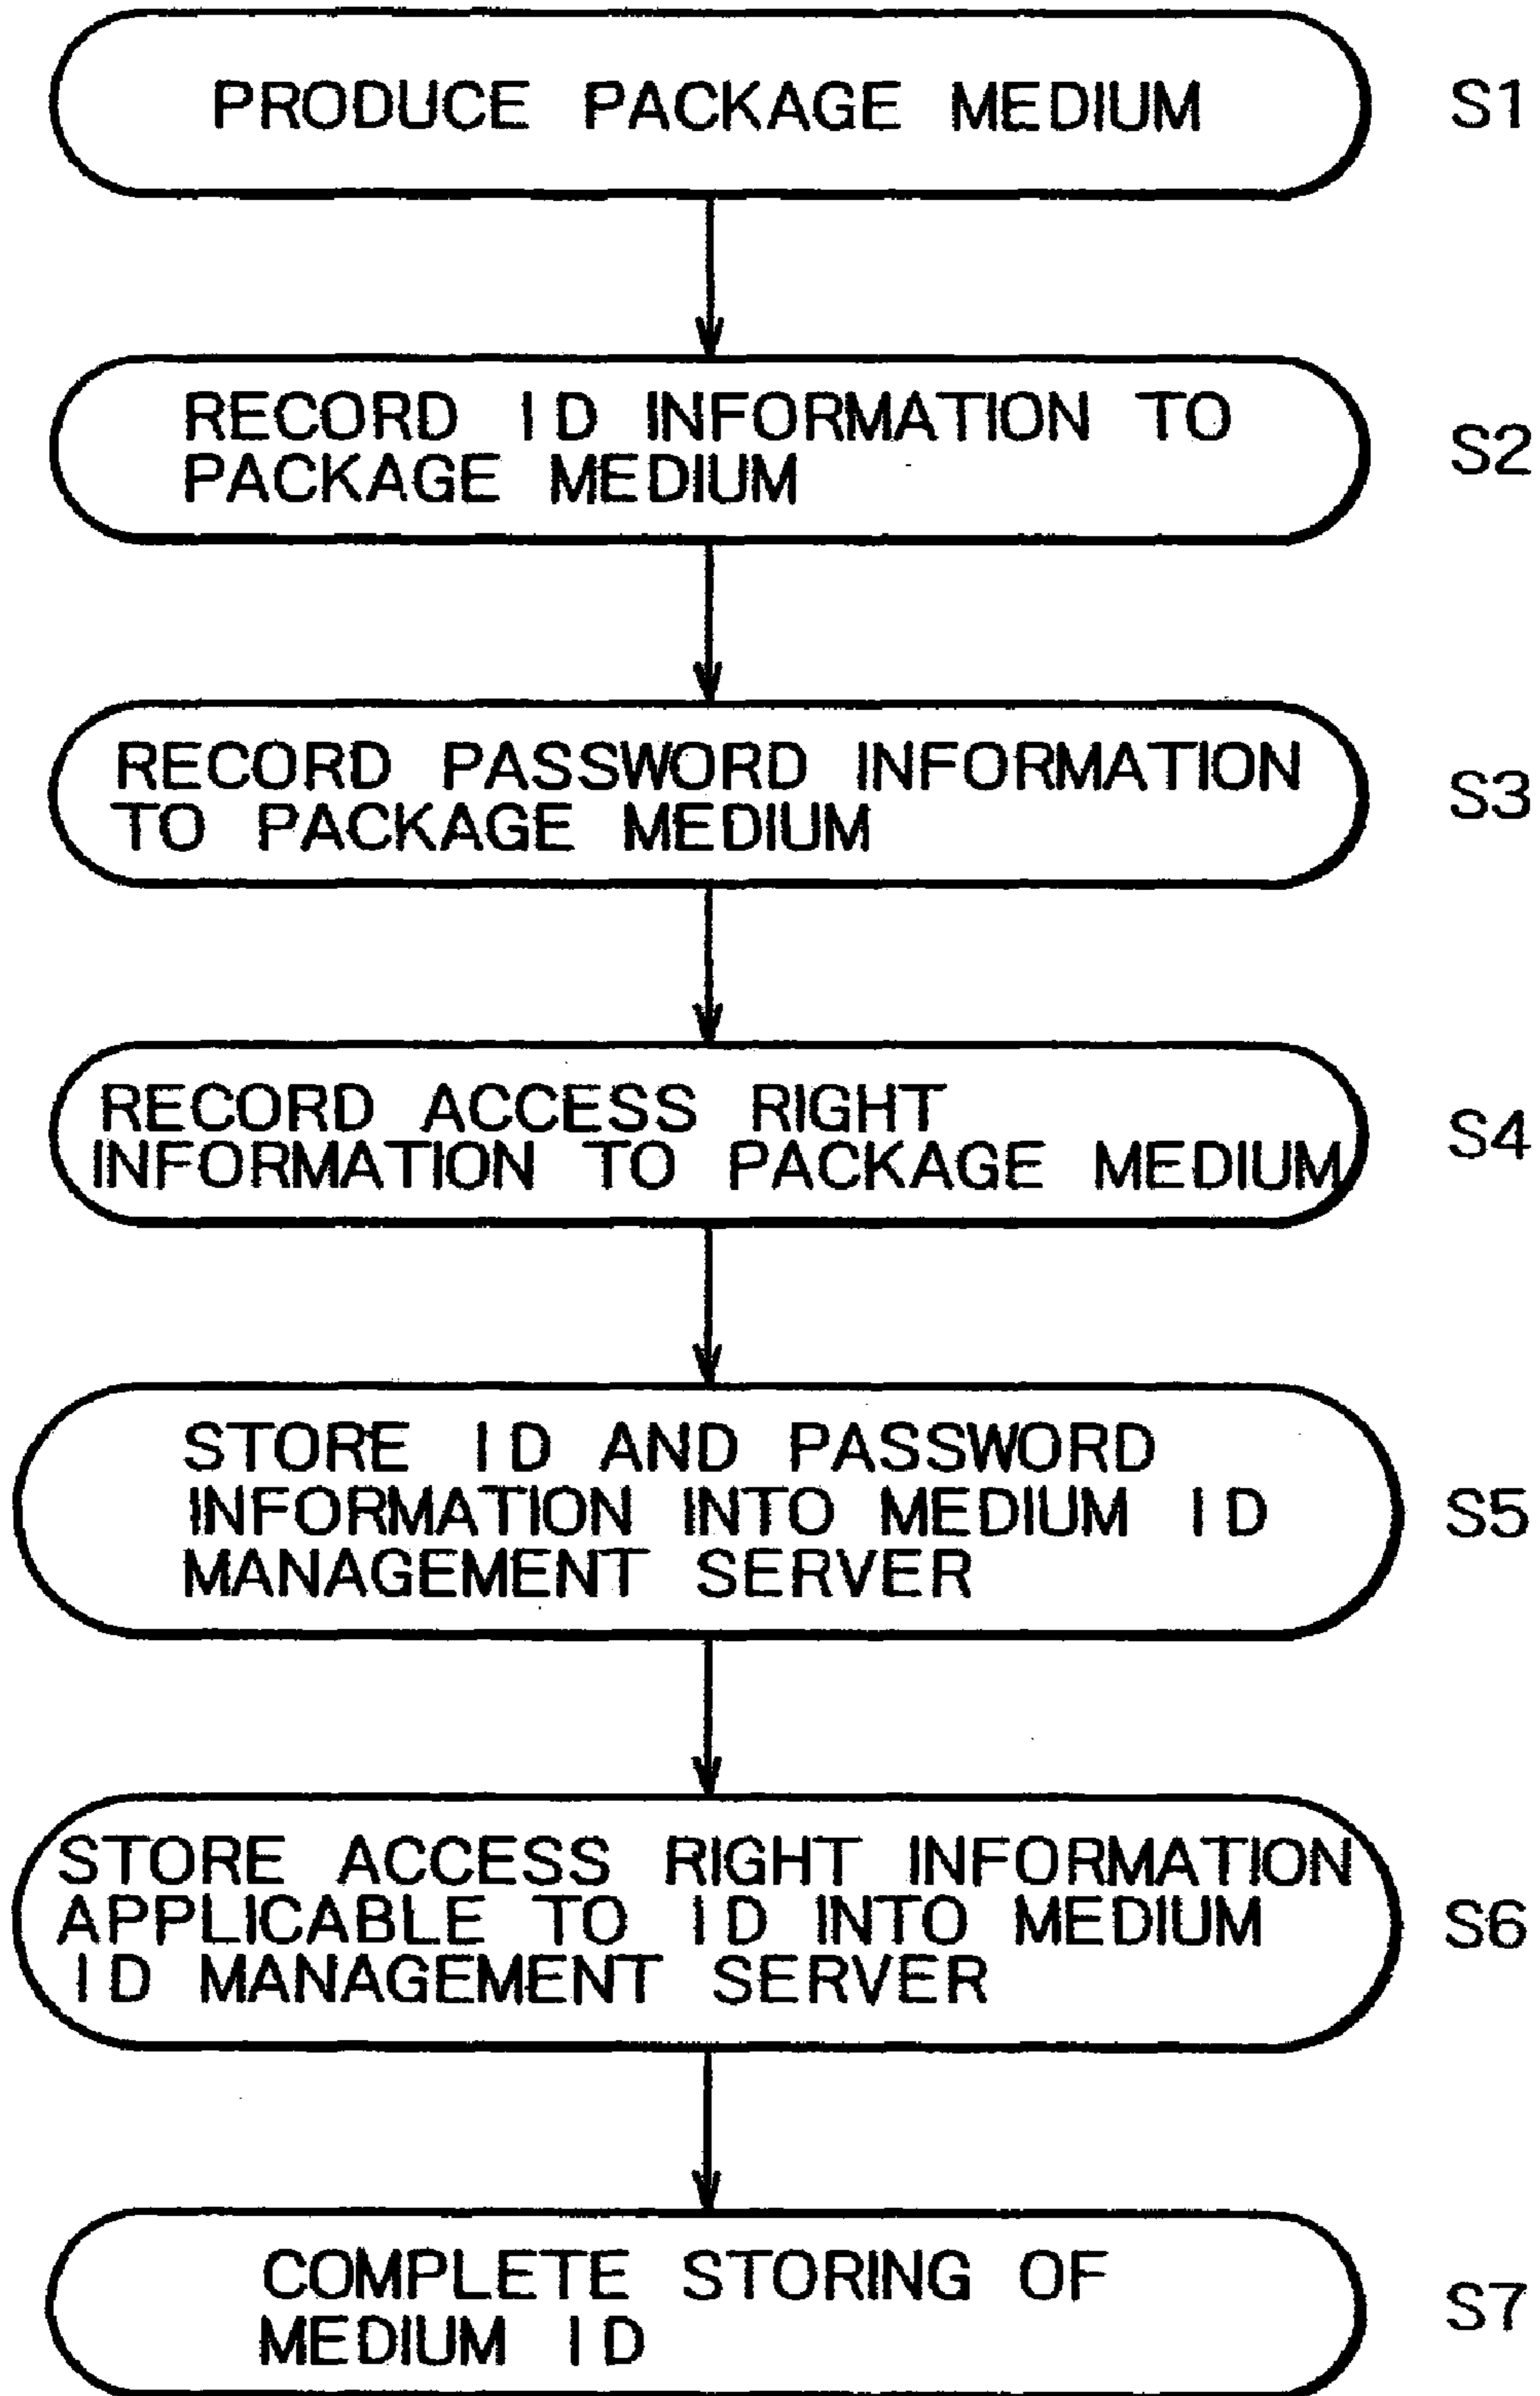 PRODUCE PACKAGE MEDIUM S1
RECORD ID INFORMATION TO
PACKAGE MEDIUM
S2
RECORD PASSWORD INFORMATION
TO PACKAGE MEDIUM
S3
RECORD ACCESS RIGHT
INFORMATION TO PACKAGE MEDIUM
S4
STORE ID AND PASSWORD
INFORMATION INTO MEDIUM ID
MANAGEMENT SERVER
S5
STORE ACCESS RIGHT INFORMATION
APPLICABLE TO ID INTO MEDIUM
ID MANAGEMENT SERVER
S6
COMPLETE STORING OF
MEDIUM ID
S7